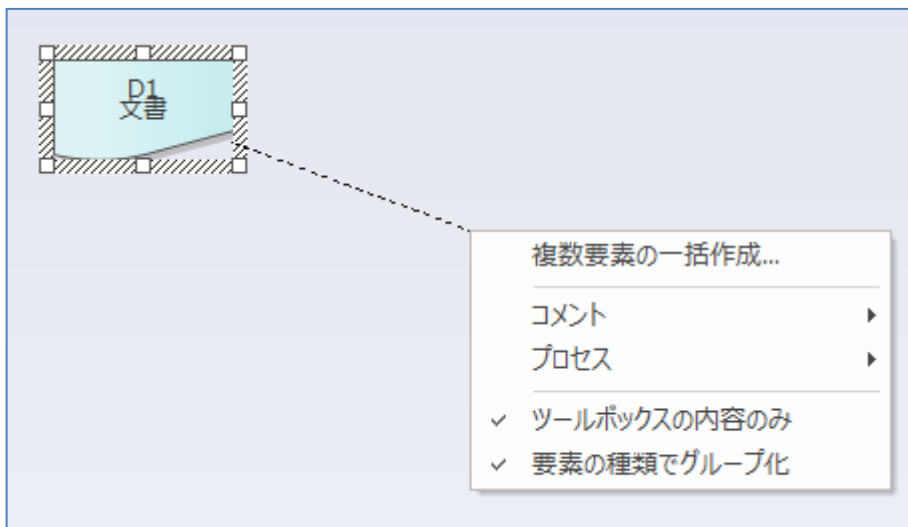 D1
文書
複数要素の一括作成...
コメント
プロセス
ツールボックスの内容のみ
要素の種類でグループ化